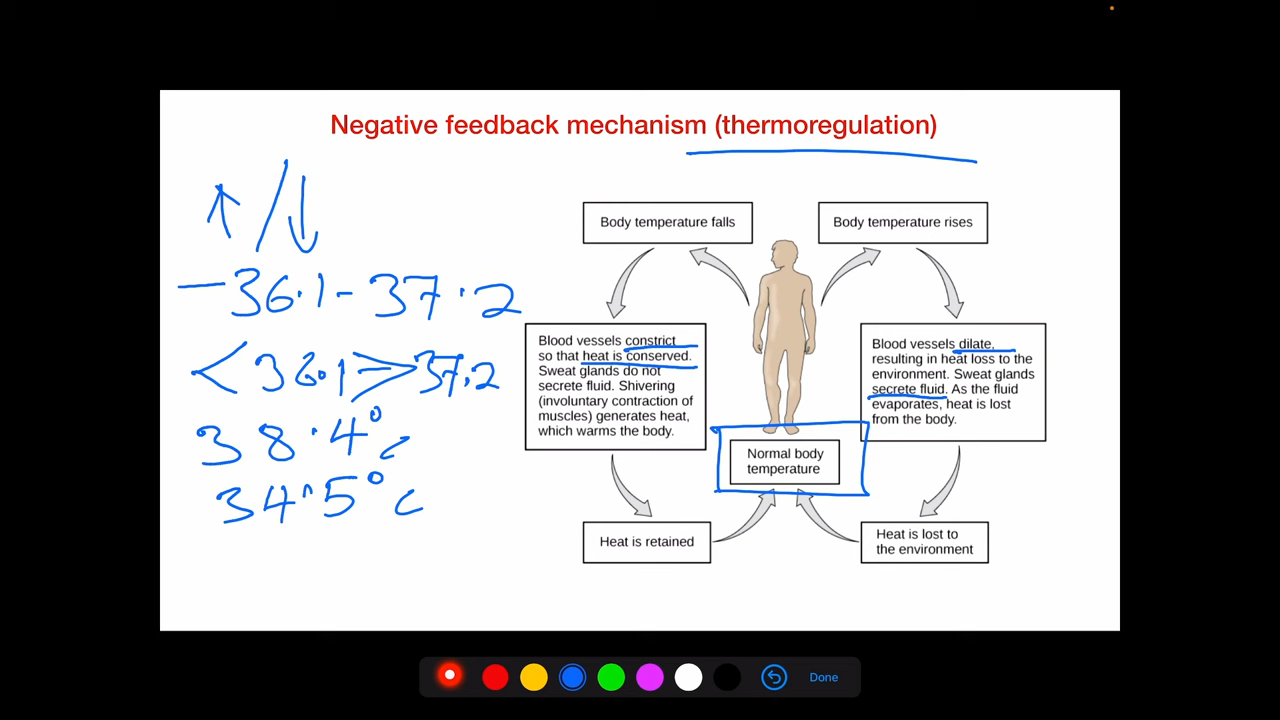 Negative feedback mechanism (thermoregulation)
↑/↓
-36.1-37.2
<36.1>37.2
38.4°c
34.5°c
Body temperature falls
Body temperature rises
Blood vessels constrict
so that heat is conserved.
Sweat glands do not
secrete fluid. Shivering
(involuntary contraction of
muscles) generates heat,
which warms the body.
Blood vessels dilate,
resulting in heat loss to the
environment. Sweat glands
secrete fluid. As the fluid
evaporates, heat is lost
from the body.
Normal body
temperature
Heat is retained
Heat is lost to
the environment
Done